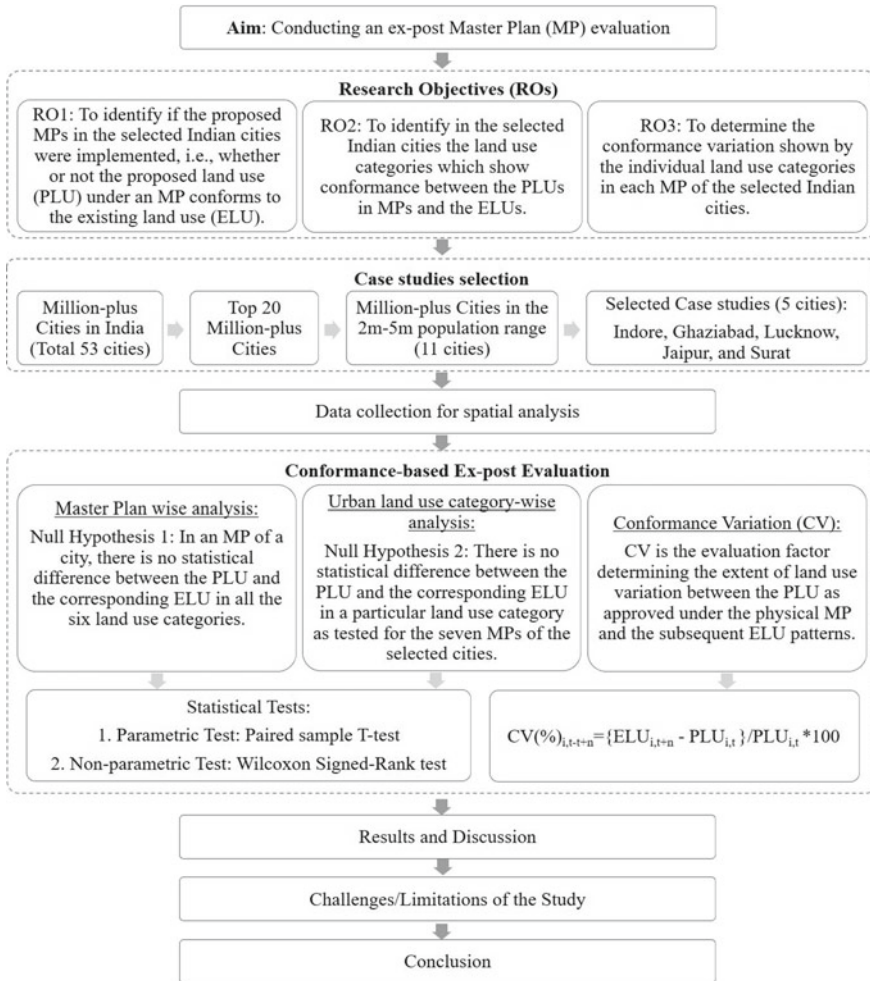 Aim: Conducting an ex-post Master Plan (MP) evaluation
Research Objectives (ROs)
RO1: To identify if the proposed
MPs in the selected Indian cities
were implemented, i.e., whether
or not the proposed land use
(PLU) under an MP conforms to
the existing land use (ELU).
RO2: To identify in the selected
Indian cities the land use
categories which show
conformance between the PLUs
in MPs and the ELUs.
RO3: To determine the
conformance variation shown by
the individual land use categories
in each MP of the selected Indian
cities.
Case studies selection
Million-plus
Cities in India
(Total 53 cities)
Top 20
Million-plus
Cities
Million-plus Cities in the
2m-5m population range
(11 cities)
Selected Case studies (5 cities):
Indore, Ghaziabad, Lucknow,
Jaipur, and Surat
Data collection for spatial analysis
Conformance-based Ex-post Evaluation
Master Plan wise analysis:
Null Hypothesis 1: In an MP of a
city, there is no statistical
difference between the PLU and
the corresponding ELU in all the
six land use categories.
Urban land use category-wise
analysis:
Null Hypothesis 2: There is no
statistical difference between the
PLU and the corresponding ELU
in a particular land use category
as tested for the seven MPs of the
selected cities.
Conformance Variation (CV):
CV is the evaluation factor
determining the extent of land use
variation between the PLU as
approved under the physical MP
and the subsequent ELU patterns.
Statistical Tests:
1. Parametric Test: Paired sample T-test
2. Non-parametric Test: Wilcoxon Signed-Rank test
CV(%)i,t-t+n={ELUi,t+n - PLUi,t }/PLUi,t *100
Results and Discussion
Challenges/Limitations of the Study
Conclusion